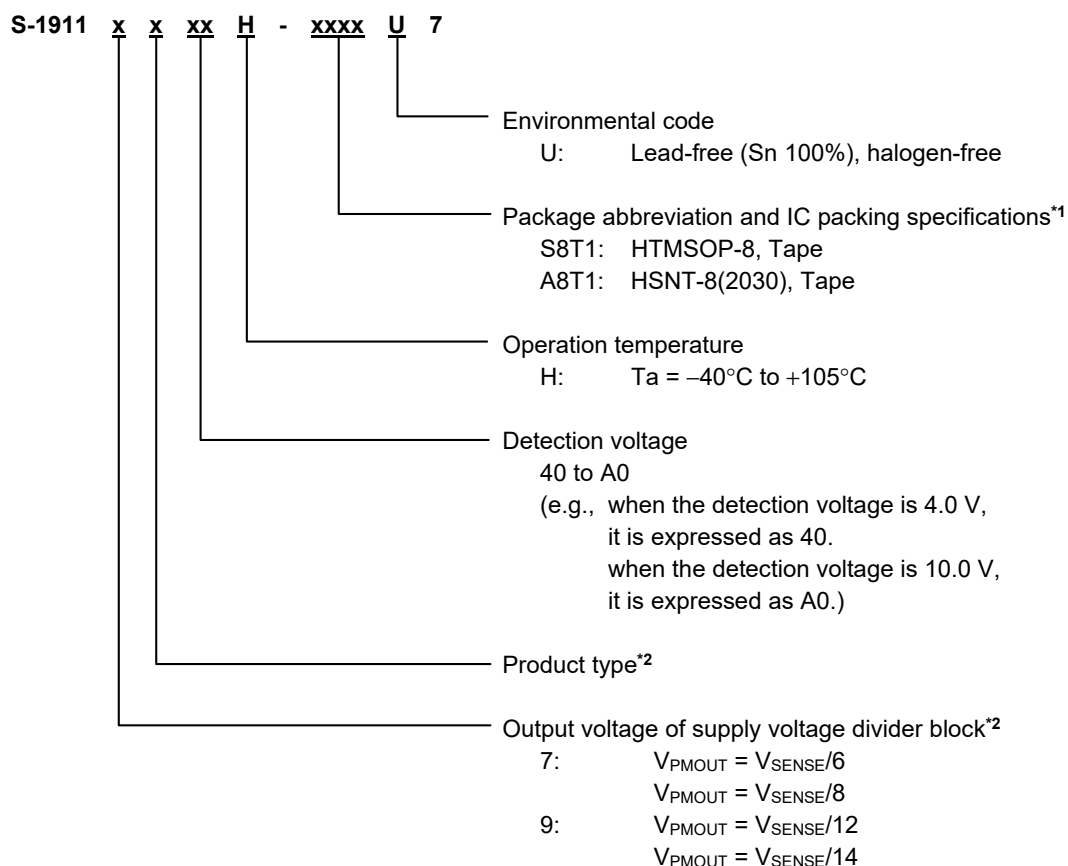 S-1911 x x xx H - xxxx U 7
Environmental code
U: Lead-free (Sn 100%), halogen-free
Package abbreviation and IC packing specifications*1
S8T1: HTMSOP-8, Tape
A8T1: HSNT-8(2030), Tape
Operation temperature
H: Ta = −40°C to +105°C
Detection voltage
40 to A0
(e.g., when the detection voltage is 4.0 V,
it is expressed as 40.
when the detection voltage is 10.0 V,
it is expressed as A0.)
Product type*2
Output voltage of supply voltage divider block*2
7: VPMOUT = VSENSE/6
VPMOUT = VSENSE/8
9: VPMOUT = VSENSE/12
VPMOUT = VSENSE/14